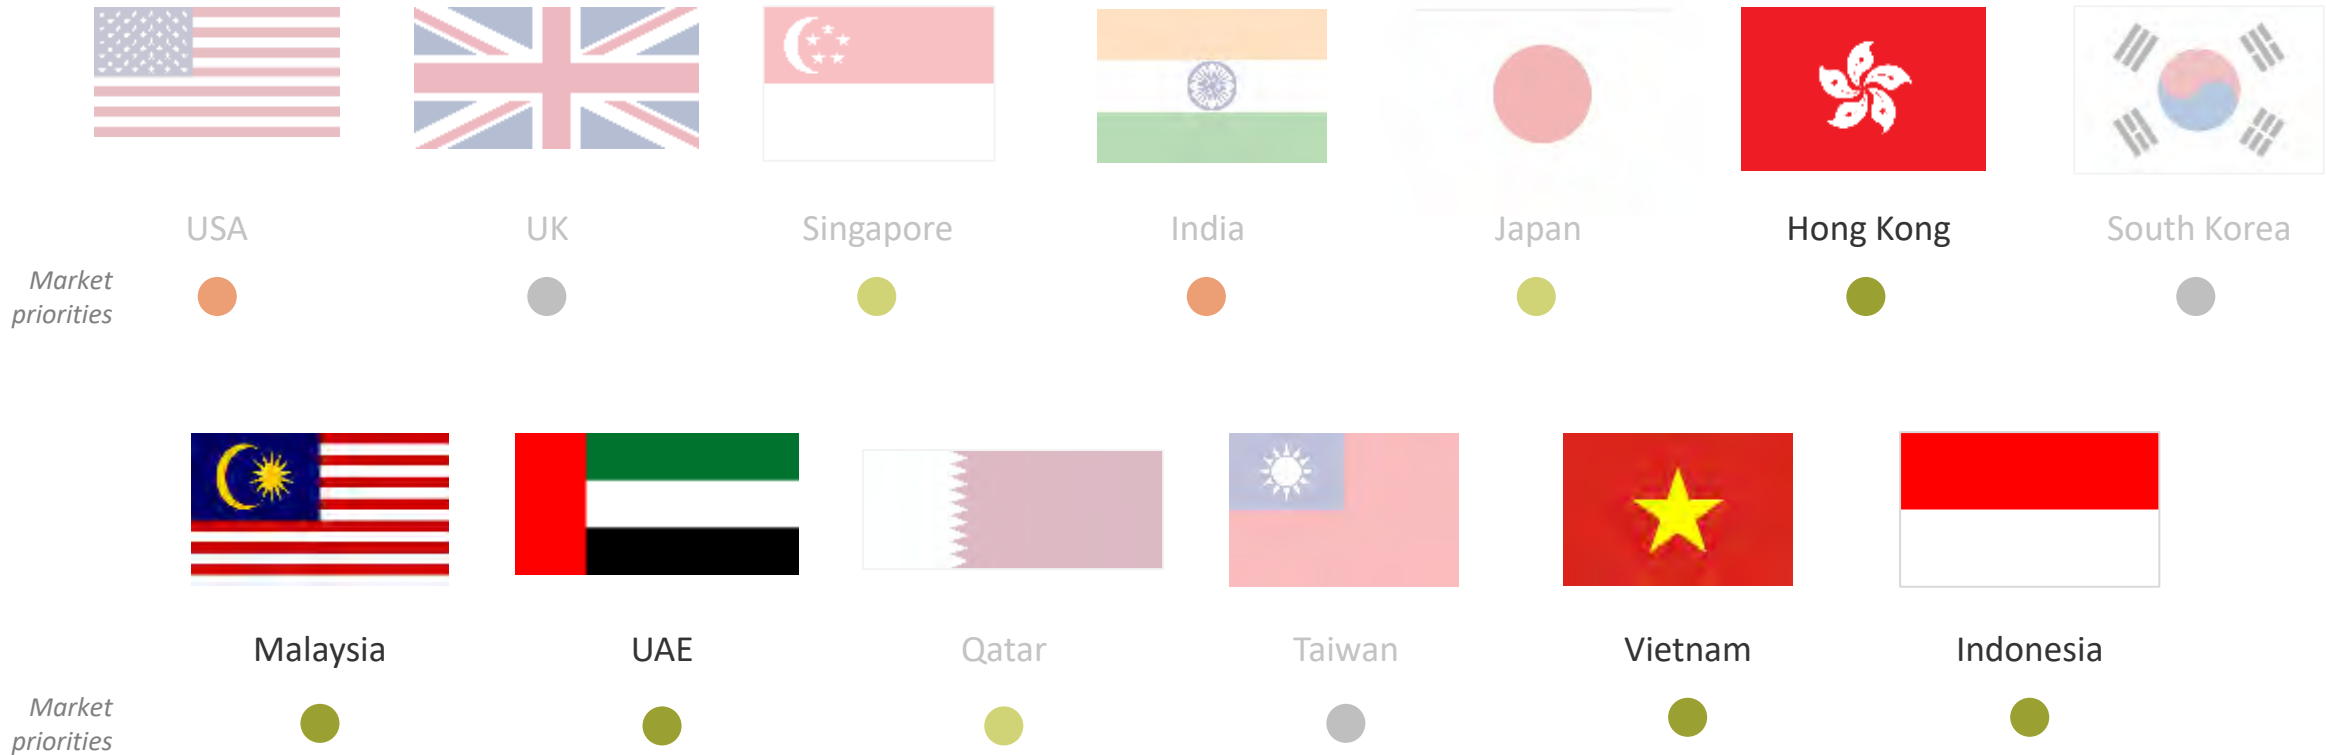 USA
UK
Singapore
India
Japan
Hong Kong
South Korea
Market
priorities
Malaysia
UAE
Qatar
Taiwan
Vietnam
Indonesia
Market
priorities